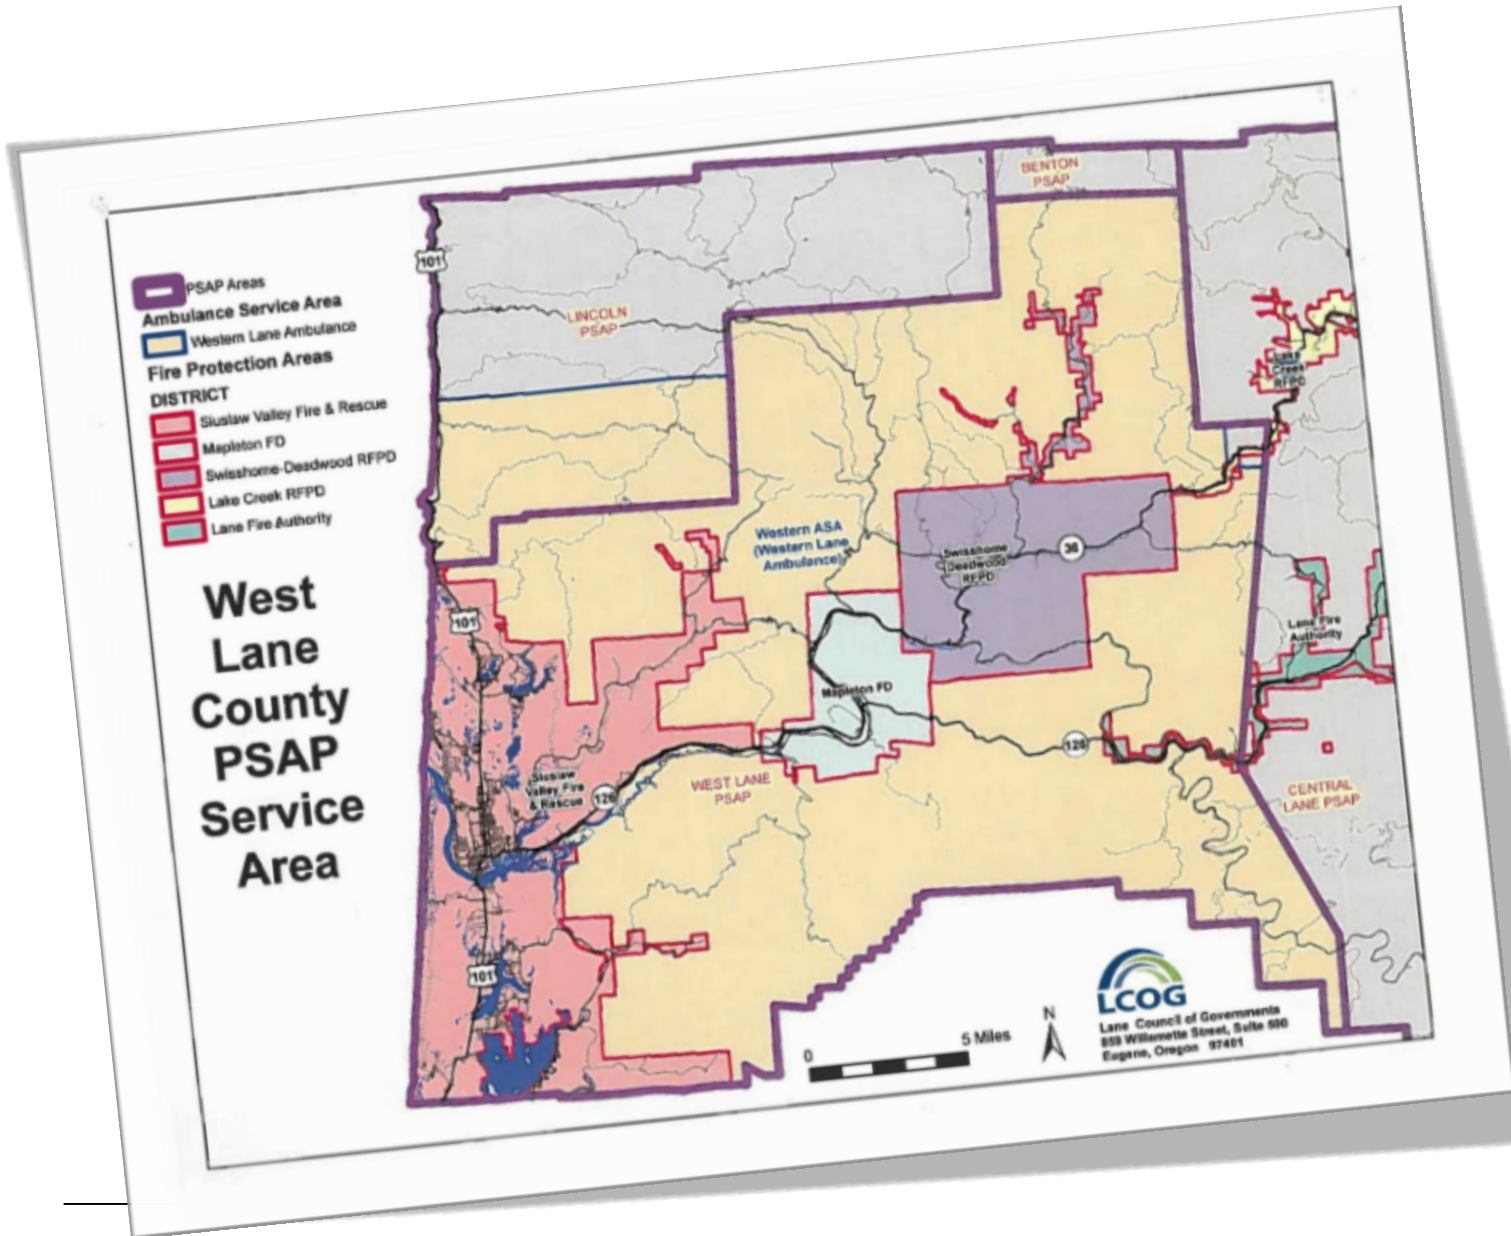 PSAP Areas
Ambulance Service Area
Western Lane Ambulance
Fire Protection Areas
DISTRICT
Siuslaw Valley Fire & Rescue
Mapleton FD
Swisshome-Deadwood RFPD
Lake Creek RFPD
Lane Fire Authority
West
Lane
County
PSAP
Service
Area
BENTON
PSAP
101
LINCOLN
PSAP
Lake
Creek
RFPD
Western ASA
(Western Lane
Ambulance)
Swisshome
Deadwood
RFPD
36
101
Lane Fire
Authority
Mapleton FD
126
Siuslaw
Valley Fire
& Rescue
126
WEST LANE
PSAP
CENTRAL
LANE PSAP
101
0
5 Miles
N
LCOG
Lane Council of Governments
859 Willamette Street, Suite 500
Eugene, Oregon 97401